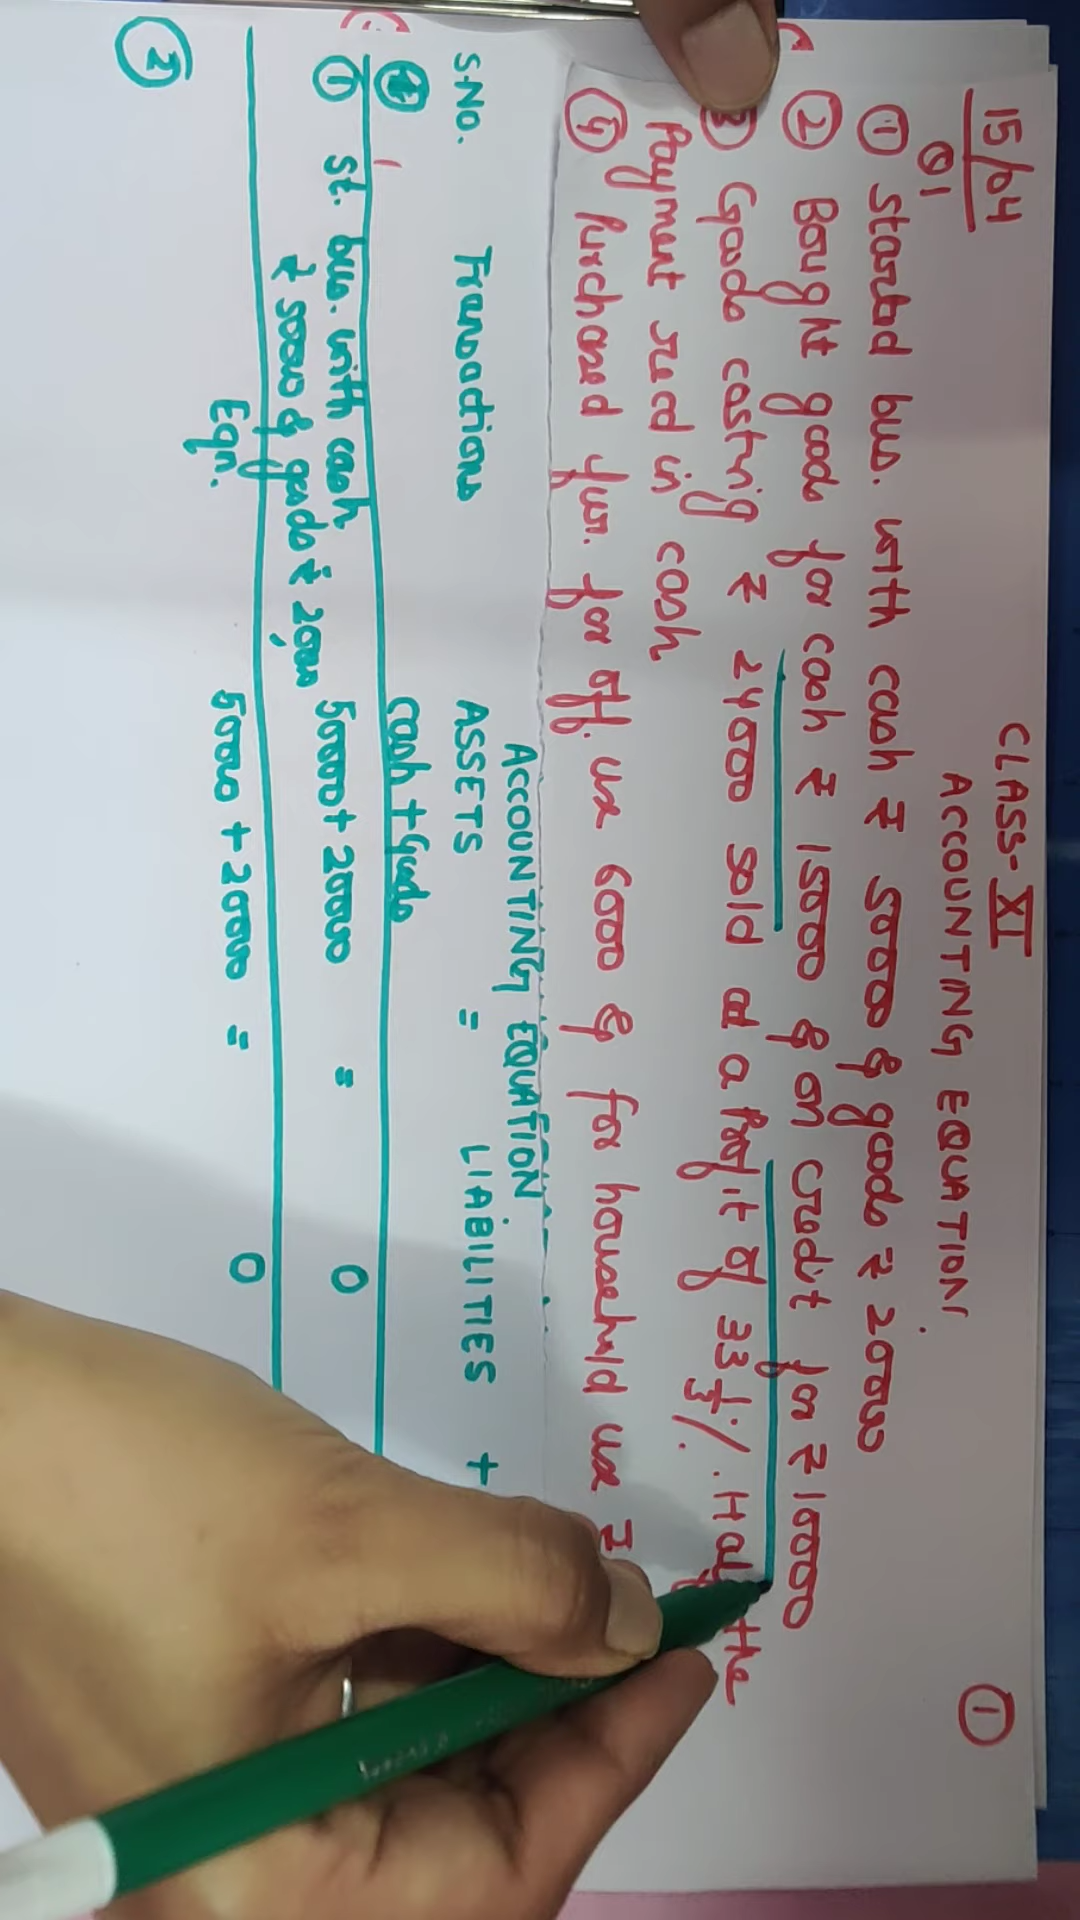 15/04
CLASS-XI
①
Q1
ACCOUNTING EQUATION
① Started bus. with cash ₹ 50000 & goods ₹ 20000
② Bought goods for cash ₹ 15000 & on credit for ₹ 10000
③ Goods costing ₹ 24000 sold at a Profit of 33 1/3 %. Half the
Payment recd in cash
④ Purchased fur. for off. use 6000 & for household use ₹
ACCOUNTING EQUATION
S.NO. Transactions ASSETS = LIABILITIES +
Cash + Goods
① St. bus. with cash 50000 + 20000 = 0
₹ 50000 & goods ₹ 20000
Eqn. 50000 + 20000 = 0
②